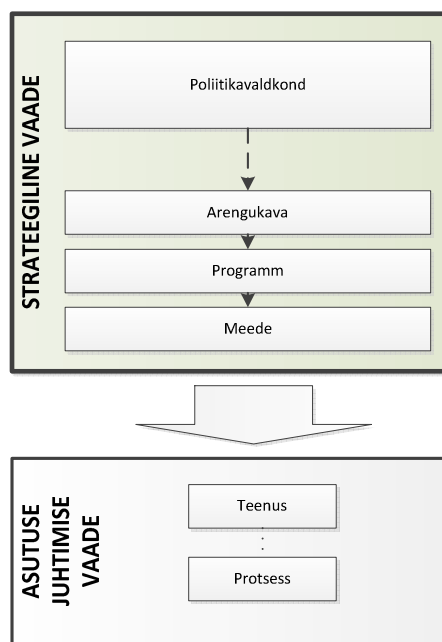 STRATEEGILINE VAADE
Poliitikavaldkond
Arengukava
Programm
Meede
ASUTUSE
JUHTIMISE
VAADE
Teenus
Protsess